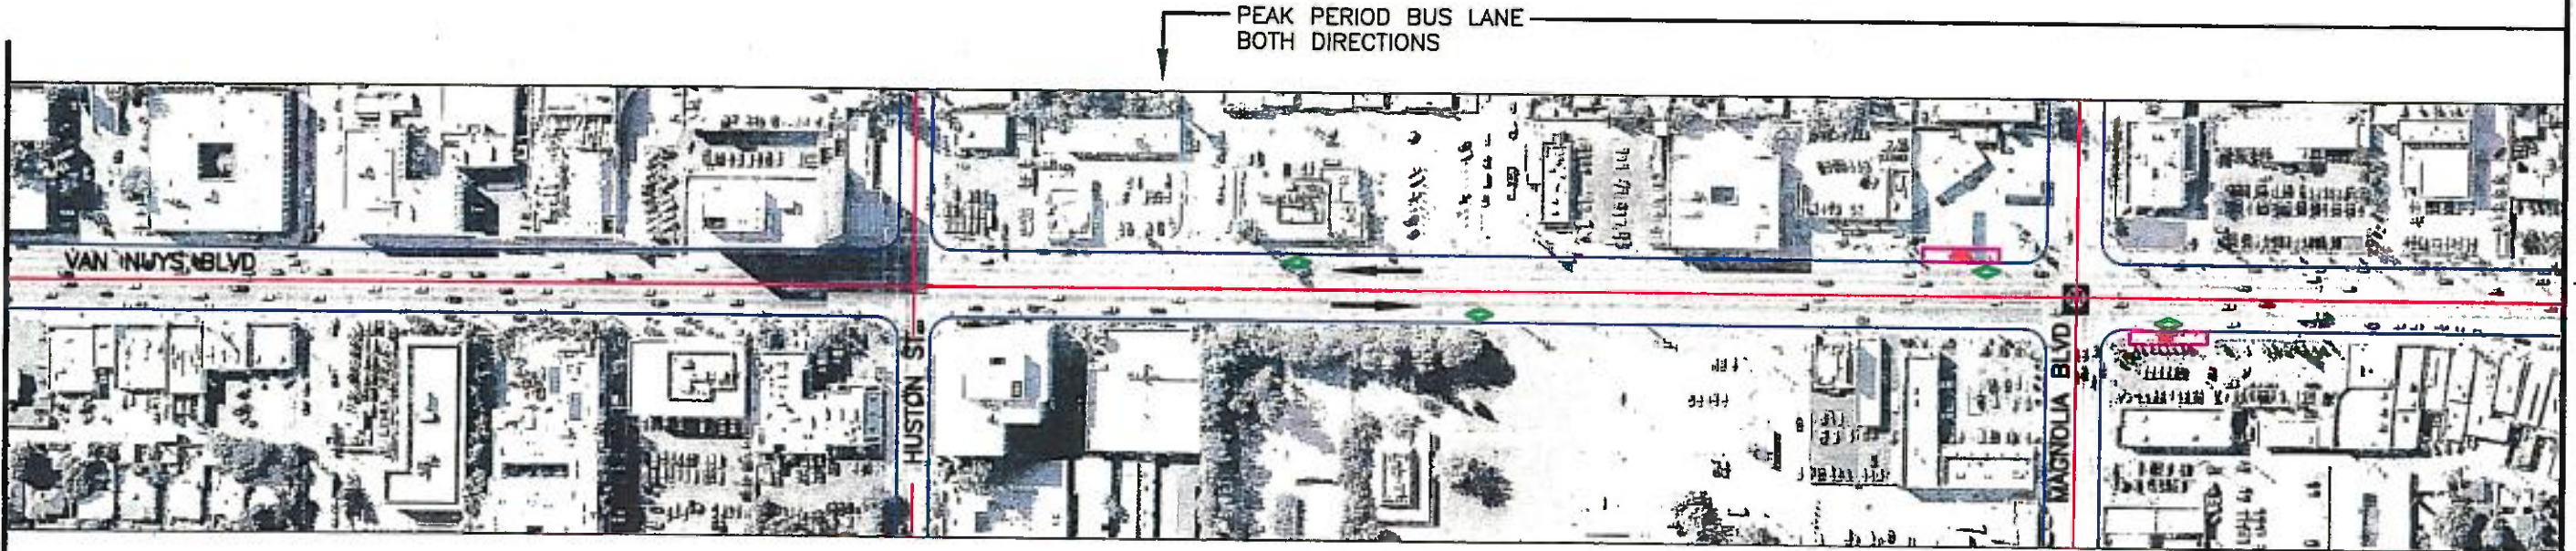 PEAK PERIOD BUS LANE
BOTH DIRECTIONS
VAN NUYS BLVD
HUSTON ST
MAGNOLIA BLVD